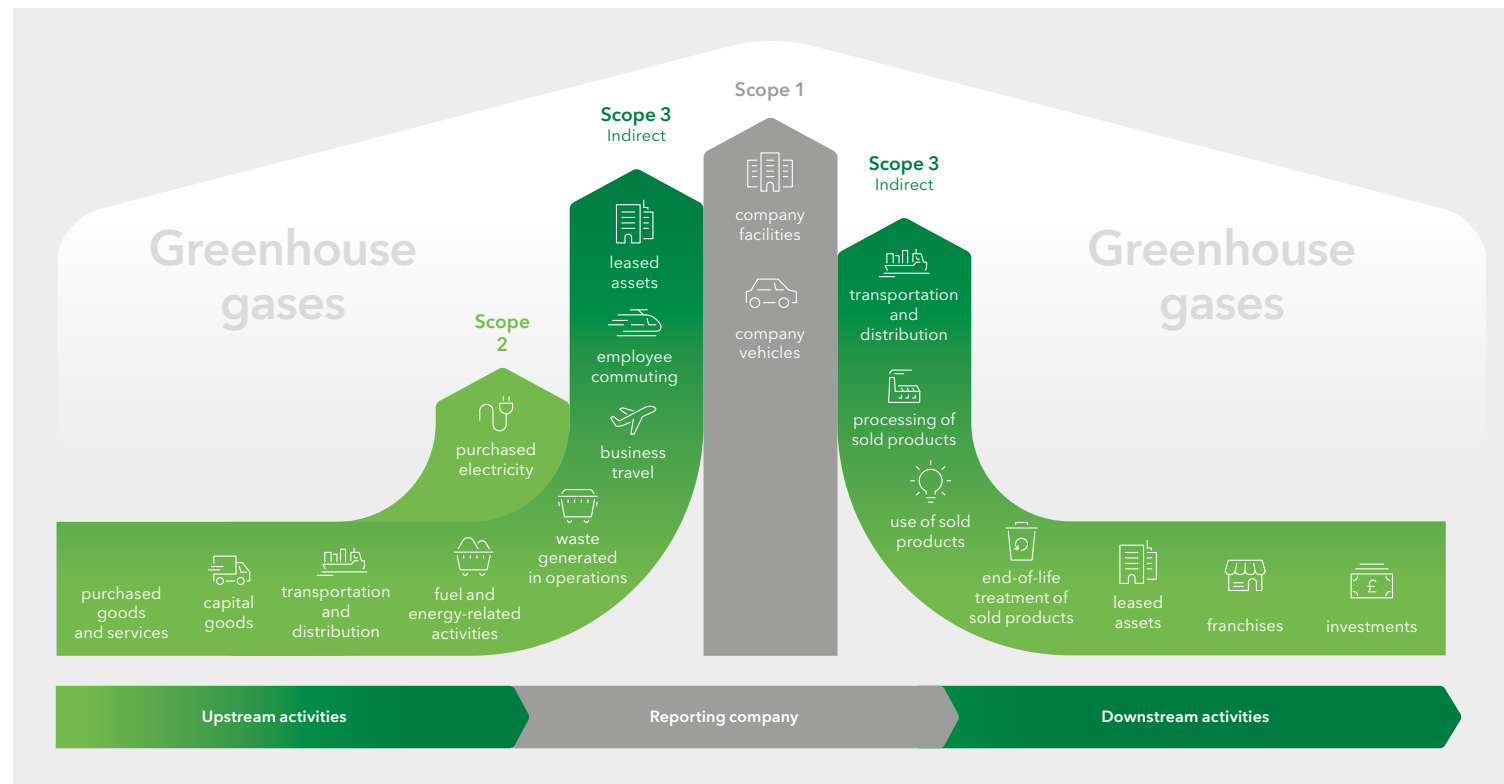 Scope 1
Scope 3
Indirect
Scope 3
Indirect
Greenhouse
gases
Greenhouse
gases
Scope
2
company
facilities
company
vehicles
leased
assets
employee
commuting
business
travel
waste
generated
in operations
purchased
electricity
purchased
goods
and services
capital
goods
transportation
and
distribution
fuel and
energy-related
activities
transportation
and
distribution
processing of
sold products
use of sold
products
end-of-life
treatment of
sold products
leased
assets
franchises
£
investments
Upstream activities
Reporting company
Downstream activities